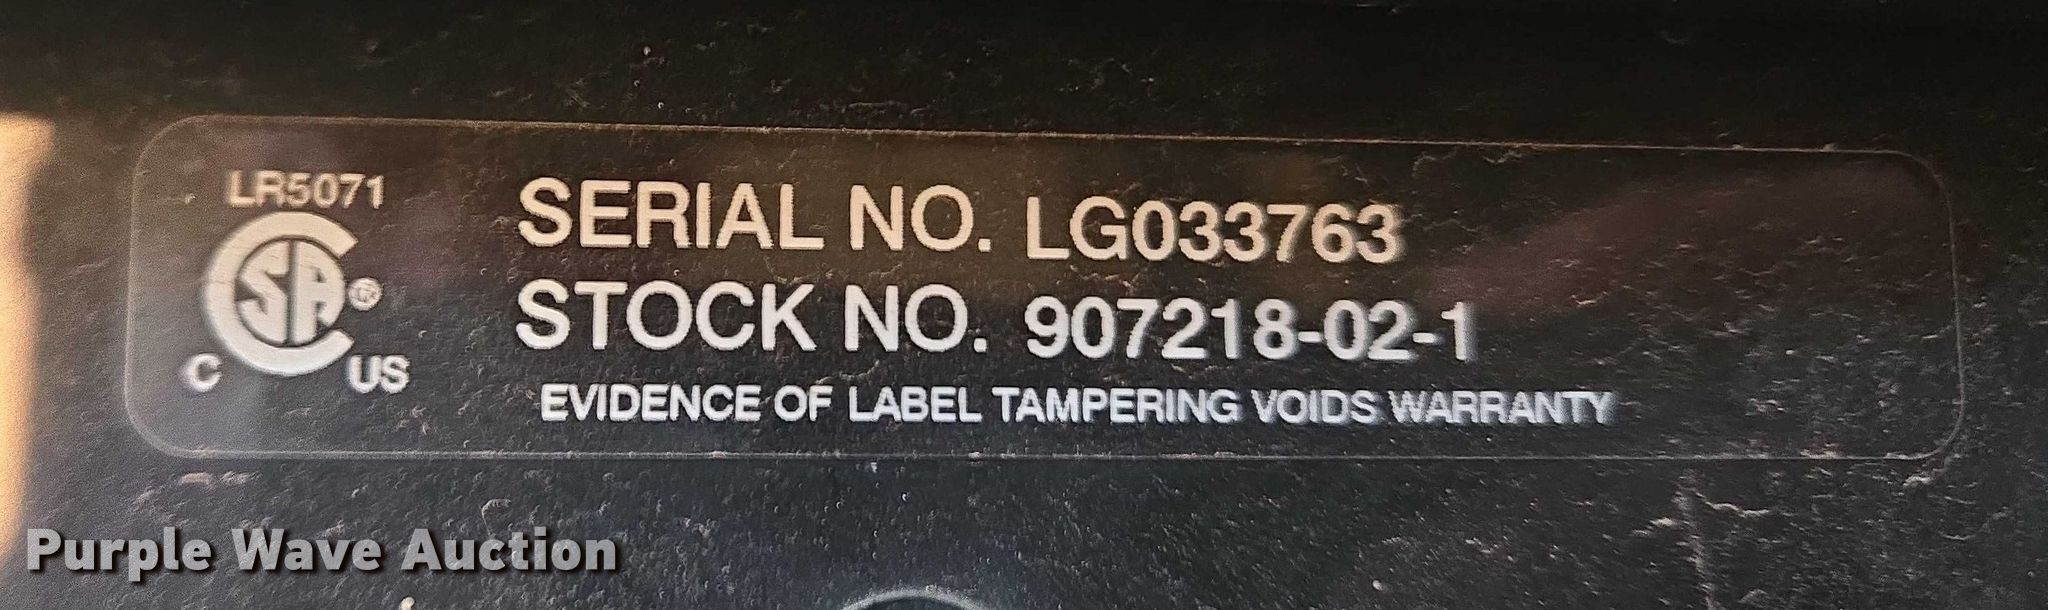 LR5071
CSA®
C US
SERIAL NO. LG033763
STOCK NO. 907218-02-1
EVIDENCE OF LABEL TAMPERING VOIDS WARRANTY
Purple Wave Auction